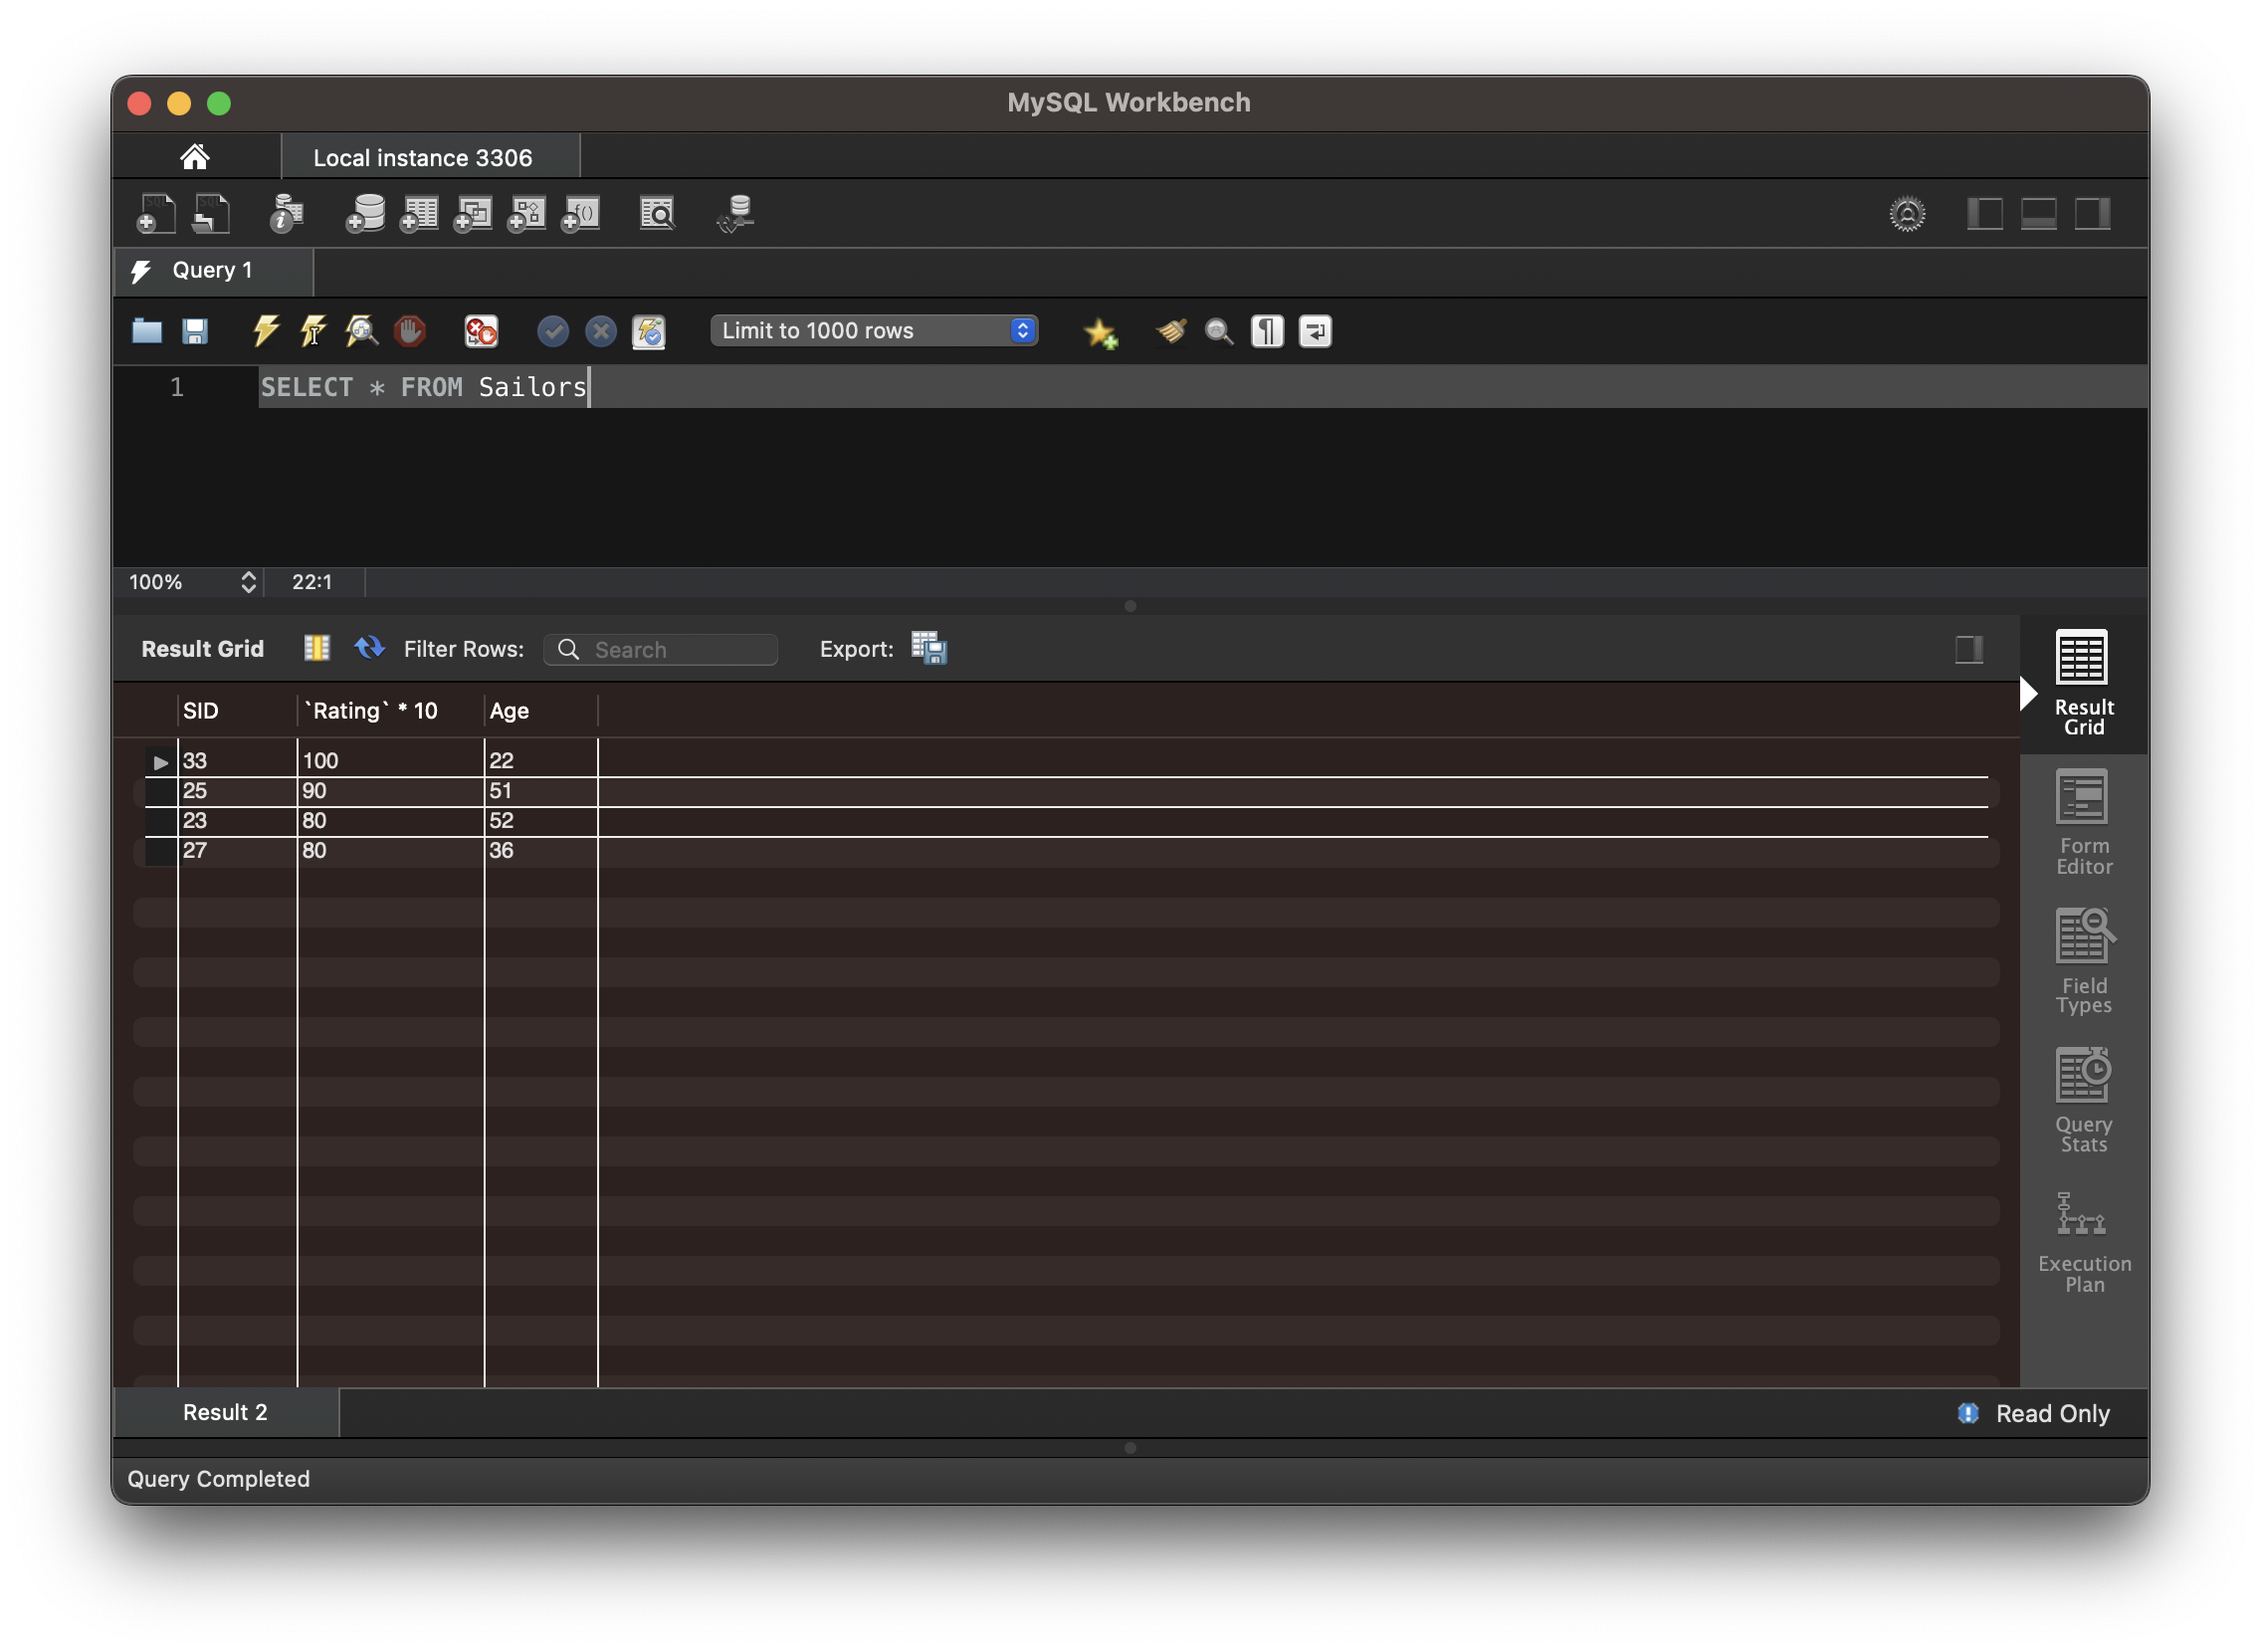 MySQL Workbench
Local instance 3306
Query 1
Limit to 1000 rows
1 SELECT * FROM Sailors
100% 22:1
Result Grid Filter Rows: Search Export:
SID `Rating` * 10 Age
33 100 22
25 90 51
23 80 52
27 80 36
Result
Grid
Form
Editor
Field
Types
Query
Stats
Execution
Plan
Result 2 Read Only
Query Completed